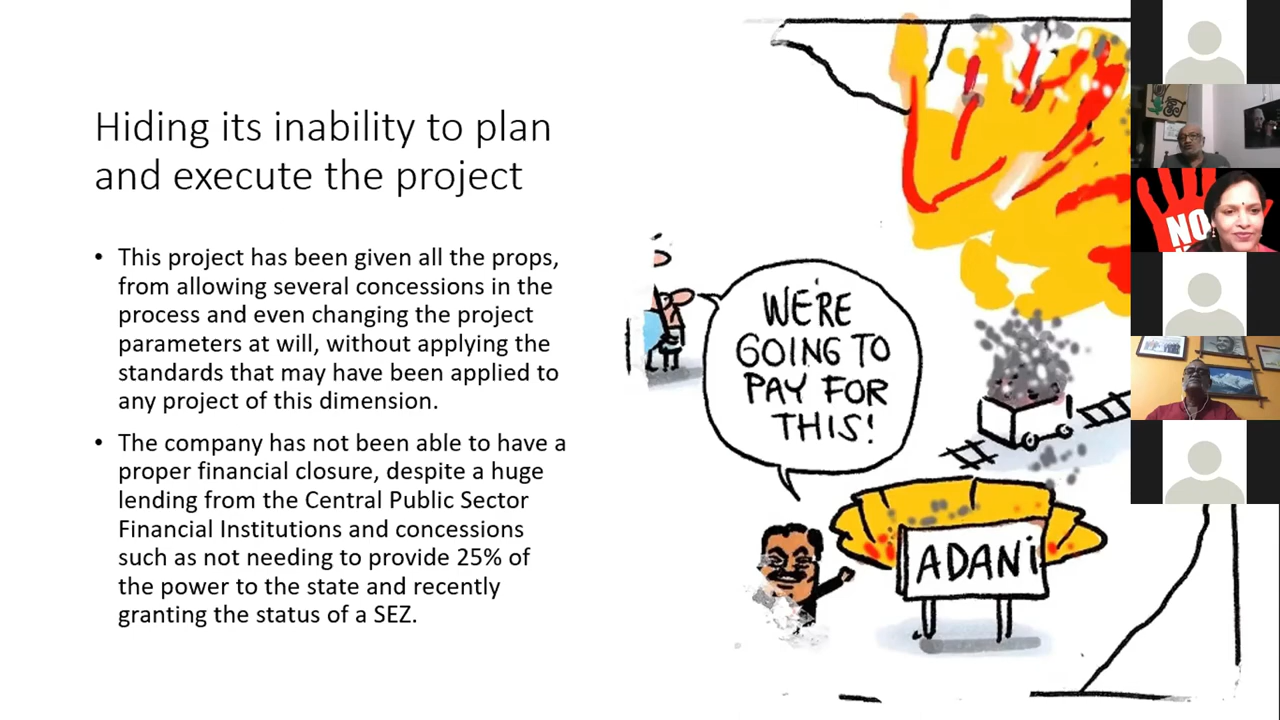 Hiding its inability to plan
and execute the project
• This project has been given all the props,
from allowing several concessions in the
process and even changing the project
parameters at will, without applying the
standards that may have been applied to
any project of this dimension.
• The company has not been able to have a
proper financial closure, despite a huge
lending from the Central Public Sector
Financial Institutions and concessions
such as not needing to provide 25% of
the power to the state and recently
granting the status of a SEZ.
WE'RE
GOING TO
PAY FOR
THIS!
ADANi
NO